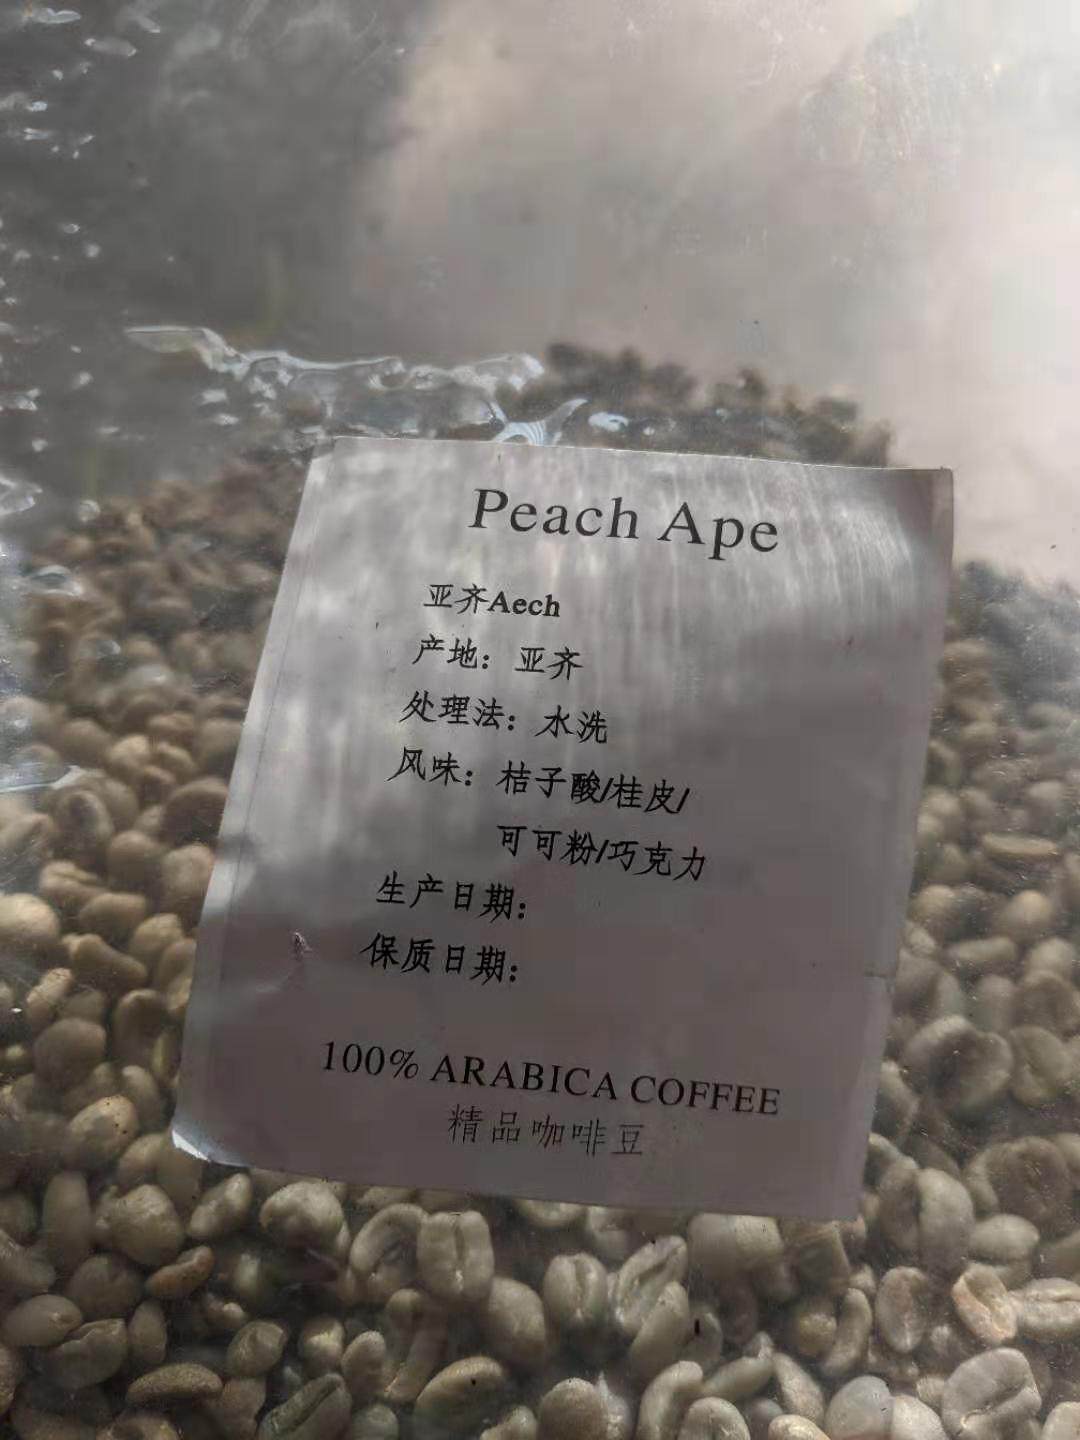 Peach Ape
亚齐Aech
产地：亚齐
处理法：水洗
风味：桔子酸/桂皮/
可可粉/巧克力
生产日期：
保质日期：
100% ARABICA COFFEE
精品咖啡豆